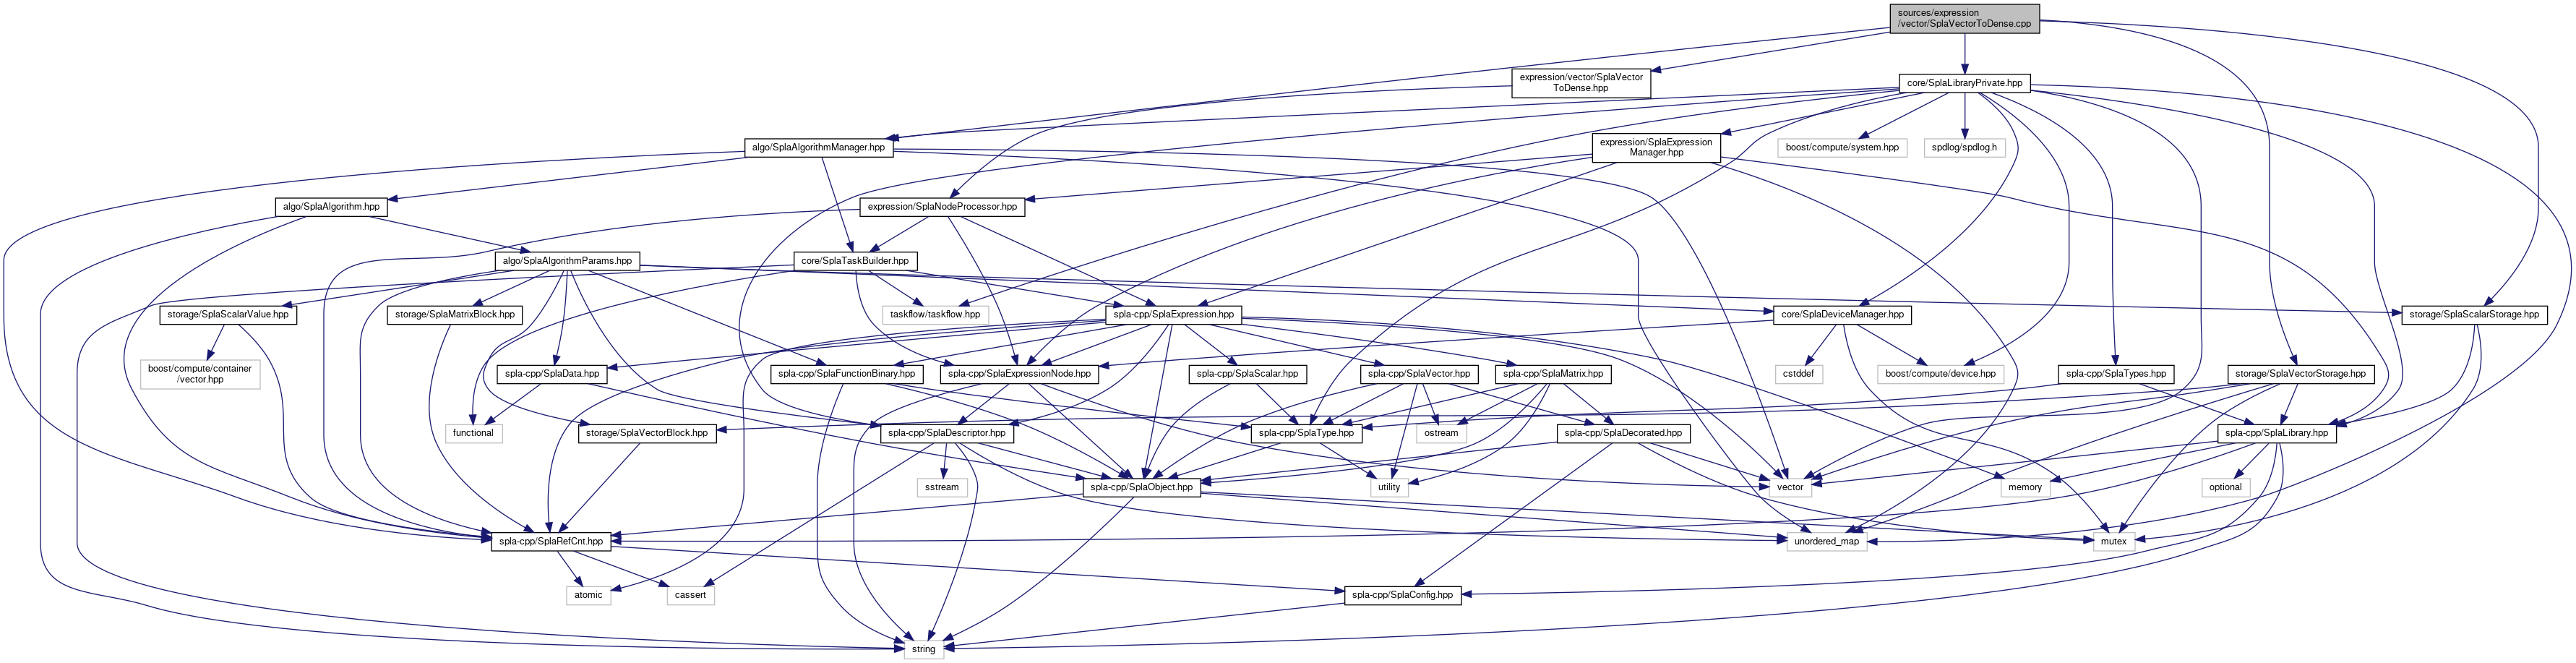 sources/expression
/vector/SplaVectorToDense.cpp
expression/vector/SplaVector
ToDense.hpp
core/SplaLibraryPrivate.hpp
algo/SplaAlgorithmManager.hpp
expression/SplaExpression
Manager.hpp
boost/compute/system.hpp
spdlog/spdlog.h
algo/SplaAlgorithm.hpp
expression/SplaNodeProcessor.hpp
algo/SplaAlgorithmParams.hpp
core/SplaTaskBuilder.hpp
storage/SplaScalarValue.hpp
storage/SplaMatrixBlock.hpp
taskflow/taskflow.hpp
spla-cpp/SplaExpression.hpp
core/SplaDeviceManager.hpp
storage/SplaScalarStorage.hpp
boost/compute/container
/vector.hpp
spla-cpp/SplaData.hpp
spla-cpp/SplaFunctionBinary.hpp
spla-cpp/SplaExpressionNode.hpp
spla-cpp/SplaScalar.hpp
spla-cpp/SplaVector.hpp
spla-cpp/SplaMatrix.hpp
cstddef
boost/compute/device.hpp
spla-cpp/SplaTypes.hpp
storage/SplaVectorStorage.hpp
functional
storage/SplaVectorBlock.hpp
spla-cpp/SplaDescriptor.hpp
spla-cpp/SplaType.hpp
ostream
spla-cpp/SplaDecorated.hpp
spla-cpp/SplaLibrary.hpp
sstream
spla-cpp/SplaObject.hpp
utility
vector
memory
optional
spla-cpp/SplaRefCnt.hpp
unordered_map
mutex
atomic
cassert
spla-cpp/SplaConfig.hpp
string